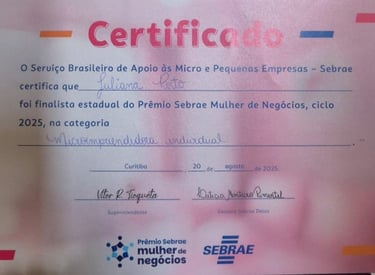 Certificado
O Serviço Brasileiro de Apoio às Micro e Pequenas Empresas – Sebrae
certifica que Juliana
foi finalista estadual do Prêmio Sebrae Mulher de Negócios, ciclo
2025, na categoria
Microempreendedora individual
Curitiba, 20 de agosto de 2025.
Vitor R. Tioqueta
Superintendente
Prêmio Sebrae
mulher de
negócios
SEBRAE